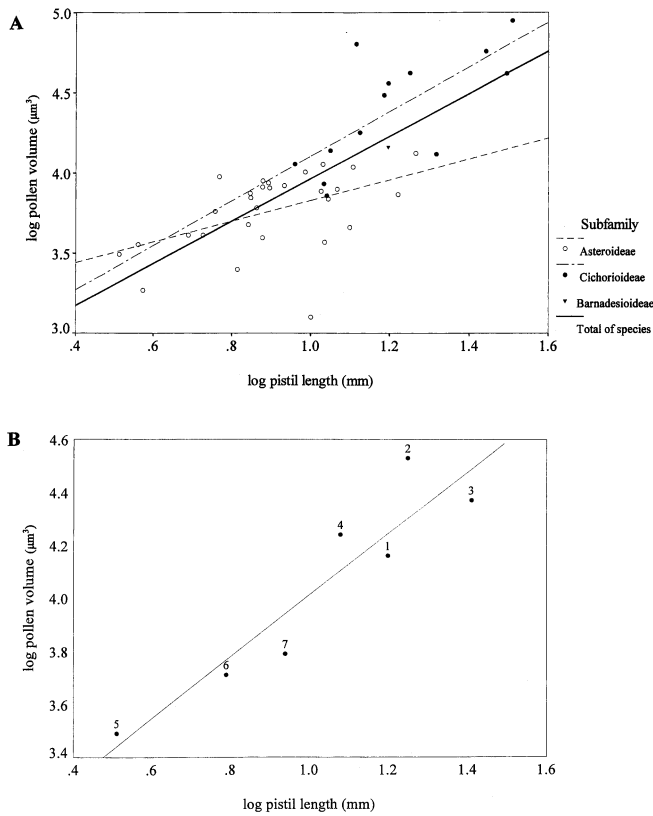 A
5.0
4.5
4.0
3.5
3.0
log pollen volume (µm³)
.4 .6 .8 1.0 1.2 1.4 1.6
log pistil length (mm)
Subfamily
Asteroideae
Cichorioideae
Barnadesioideae
Total of species
B
4.6
4.4
4.2
4.0
3.8
3.6
3.4
log pollen volume (µm³)
2
3
4
1
7
6
5
.4 .6 .8 1.0 1.2 1.4 1.6
log pistil length (mm)